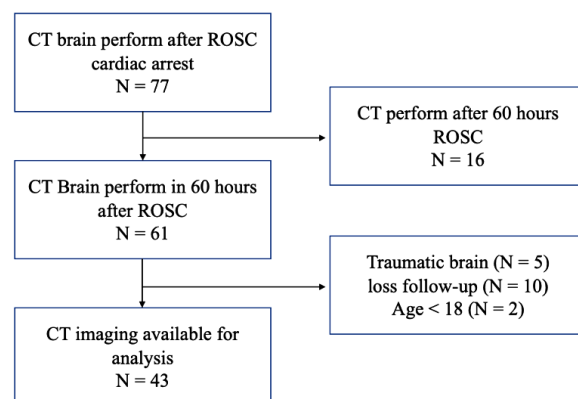 CT brain perform after ROSC
cardiac arrest
N = 77
CT perform after 60 hours
ROSC
N = 16
CT Brain perform in 60 hours
after ROSC
N = 61
Traumatic brain (N = 5)
loss follow-up (N = 10)
Age < 18 (N = 2)
CT imaging available for
analysis
N = 43